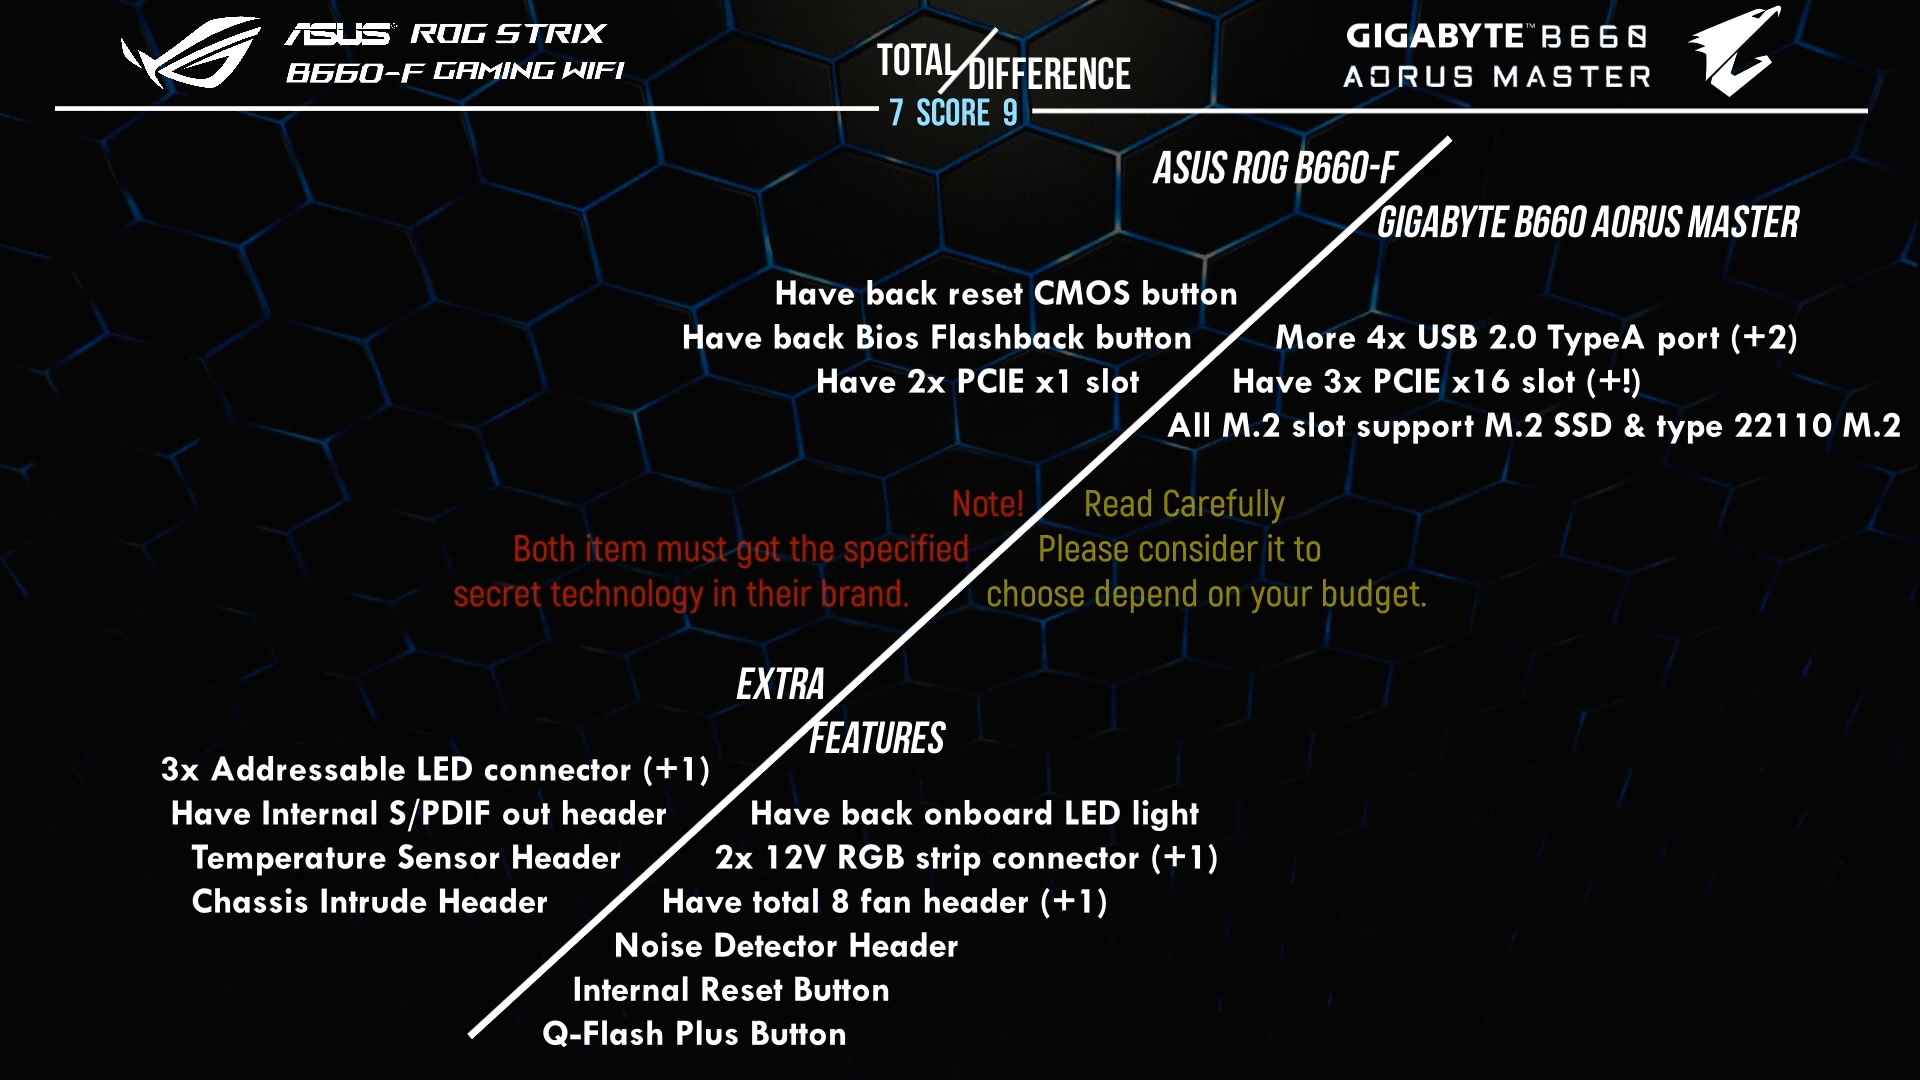 ASUS ROG STRIX
B660-F GAMING WIFI
TOTAL
DIFFERENCE
7 SCORE 9
GIGABYTE™ B660
AORUS MASTER
ASUS ROG B660-F
GIGABYTE B660 AORUS MASTER
Have back reset CMOS button
Have back Bios Flashback button
Have 2x PCIE x1 slot
More 4x USB 2.0 TypeA port (+2)
Have 3x PCIE x16 slot (+!)
All M.2 slot support M.2 SSD & type 22110 M.2
Note!
Both item must got the specified
secret technology in their brand.
Read Carefully
Please consider it to
choose depend on your budget.
EXTRA
FEATURES
3x Addressable LED connector (+1)
Have Internal S/PDIF out header
Temperature Sensor Header
Chassis Intrude Header
Have back onboard LED light
2x 12V RGB strip connector (+1)
Have total 8 fan header (+1)
Noise Detector Header
Internal Reset Button
Q-Flash Plus Button